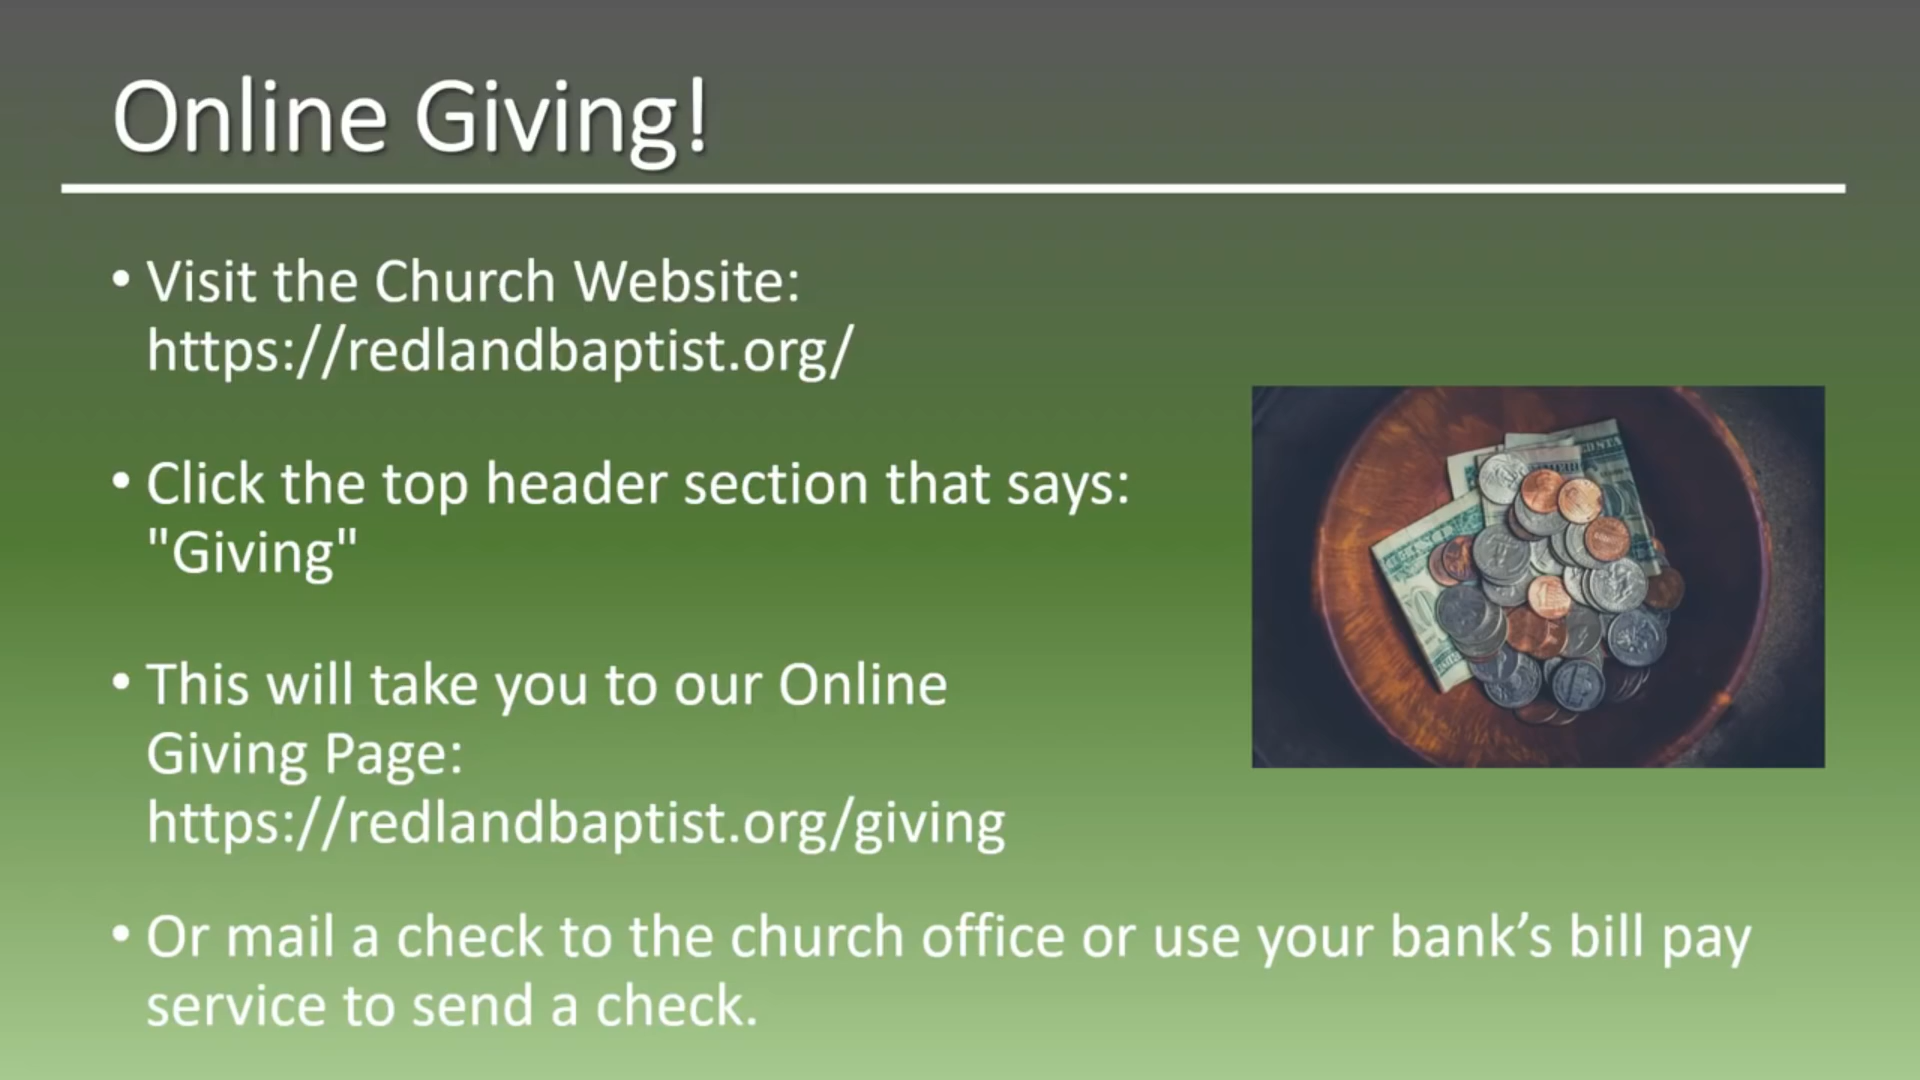 Online Giving!
• Visit the Church Website:
https://redlandbaptist.org/
• Click the top header section that says:
"Giving"
• This will take you to our Online
Giving Page:
https://redlandbaptist.org/giving
• Or mail a check to the church office or use your bank’s bill pay
service to send a check.